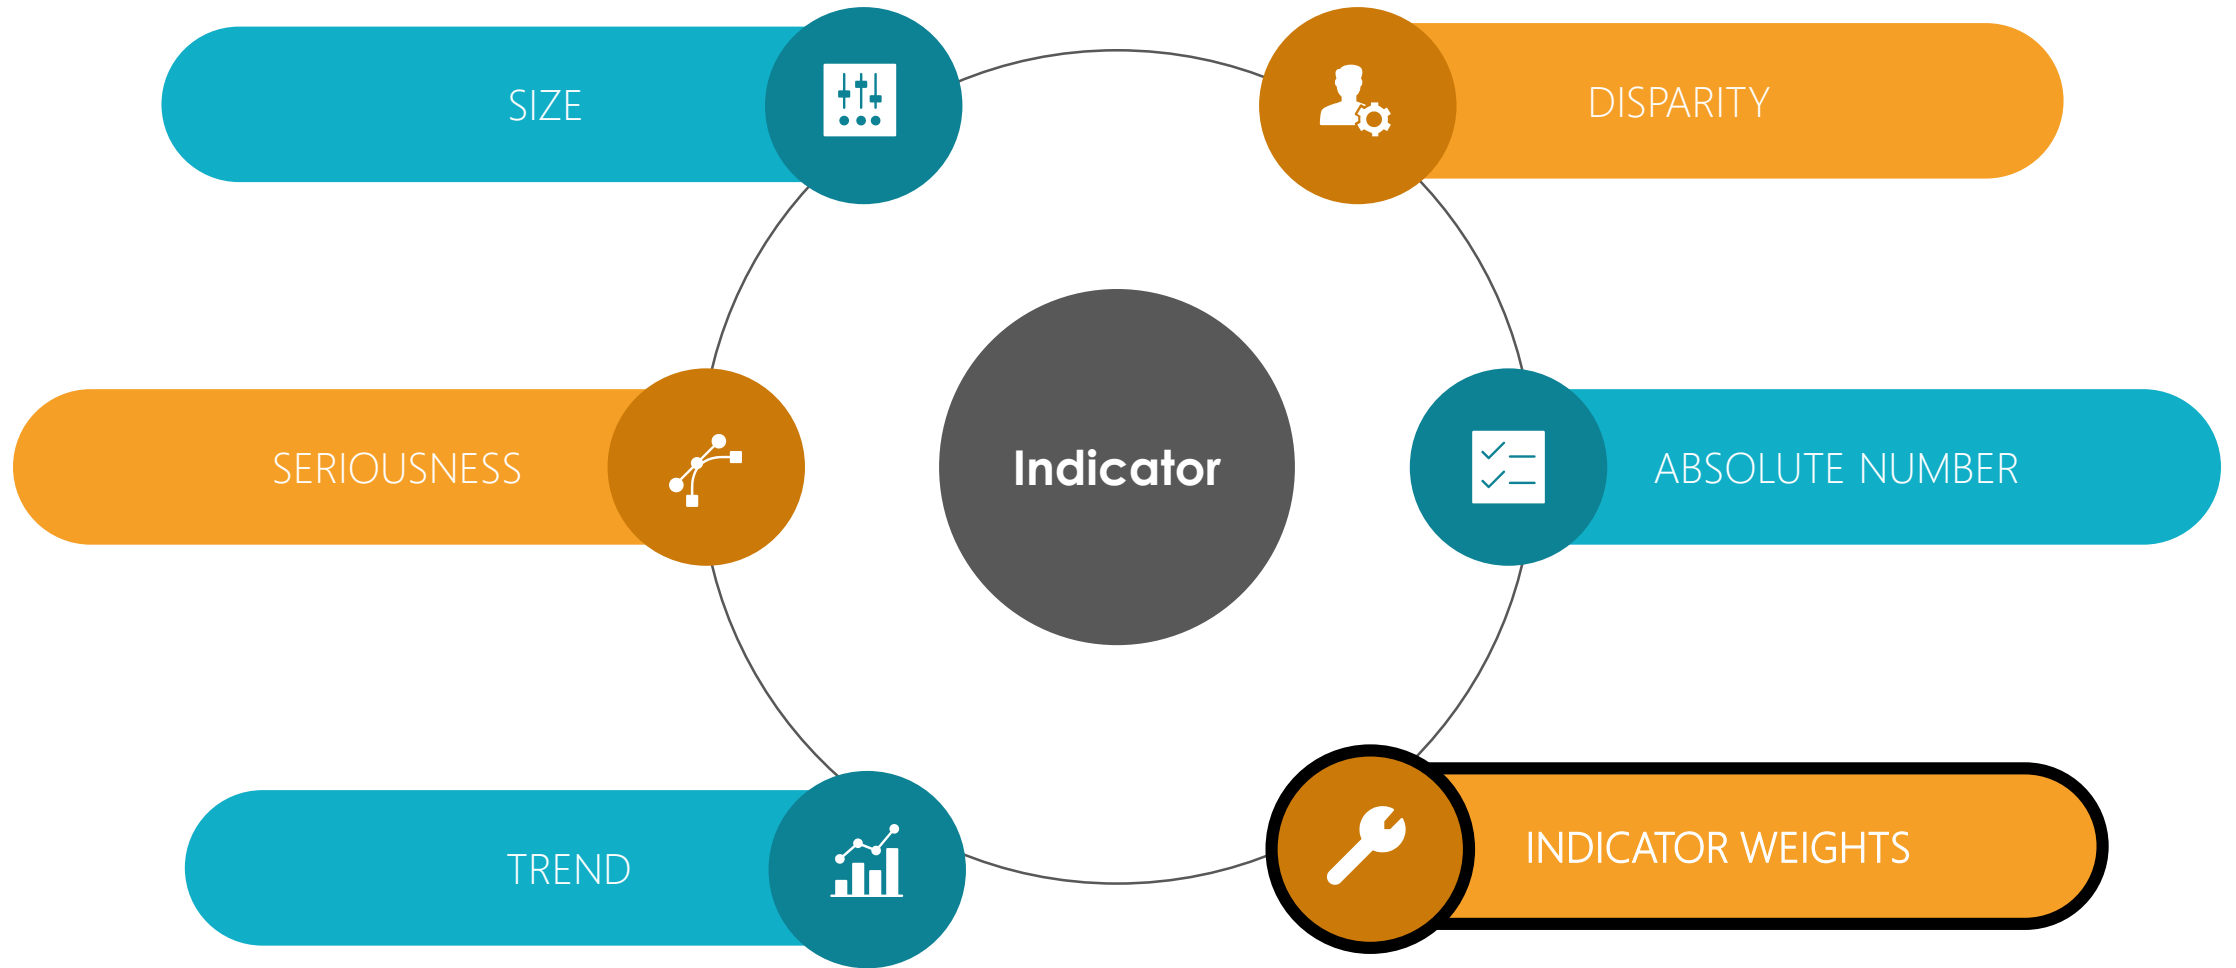 SIZE
DISPARITY
SERIOUSNESS
Indicator
ABSOLUTE NUMBER
TREND
INDICATOR WEIGHTS